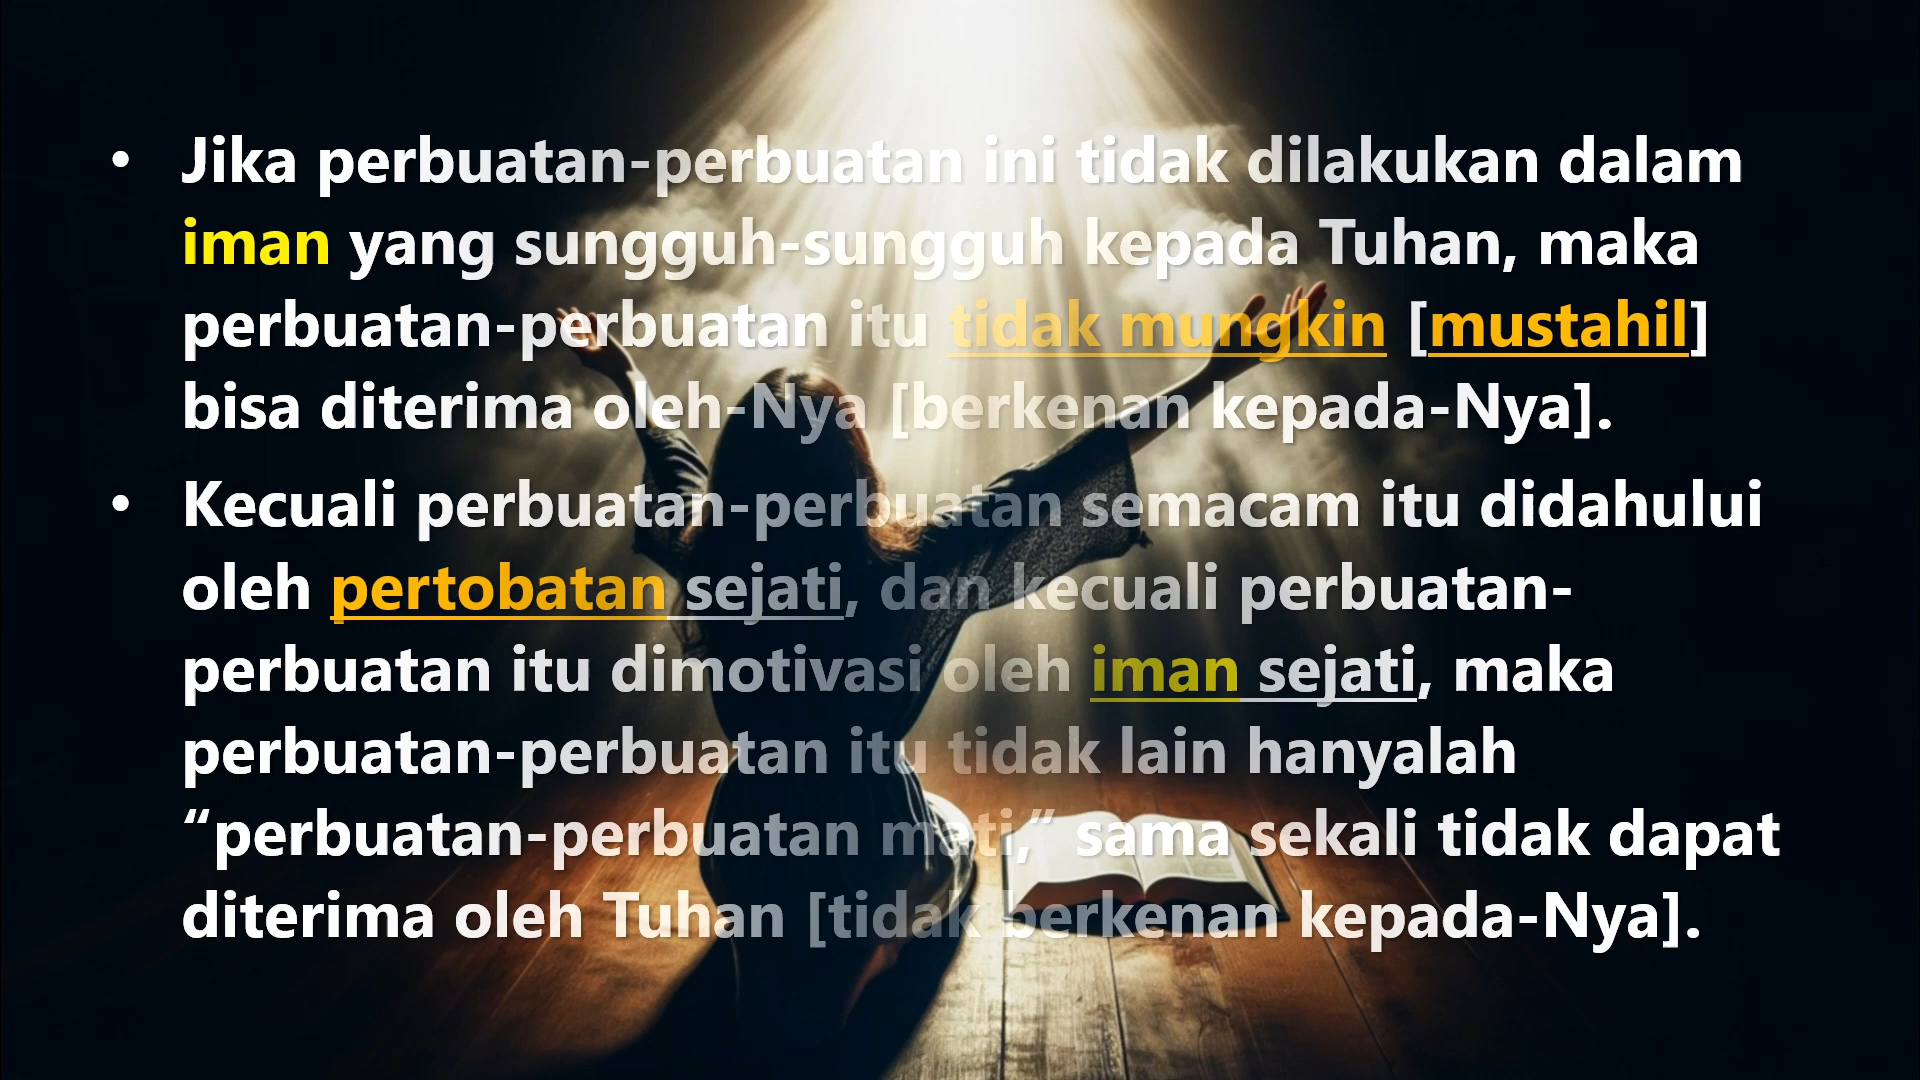 • Jika perbuatan-perbuatan ini tidak dilakukan dalam
iman yang sungguh-sungguh kepada Tuhan, maka
perbuatan-perbuatan itu tidak mungkin [mustahil]
bisa diterima oleh-Nya [berkenan kepada-Nya].
• Kecuali perbuatan-perbuatan semacam itu didahului
oleh pertobatan sejati, dan kecuali perbuatan-
perbuatan itu dimotivasi oleh iman sejati, maka
perbuatan-perbuatan itu tidak lain hanyalah
“perbuatan-perbuatan mati,” sama sekali tidak dapat
diterima oleh Tuhan [tidak berkenan kepada-Nya].